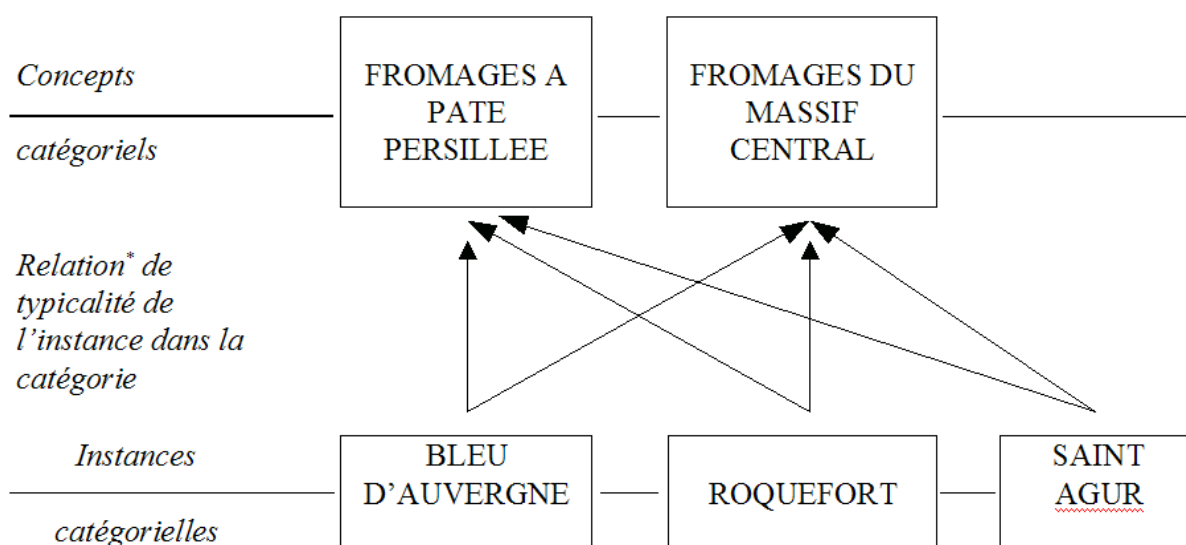 Concepts
catégoriels
FROMAGES A
PATE
PERSILLEE
FROMAGES DU
MASSIF
CENTRAL
Relation* de
typicalité de
l’instance dans la
catégorie
Instances
catégorielles
BLEU
D’AUVERGNE
ROQUEFORT
SAINT
AGUR